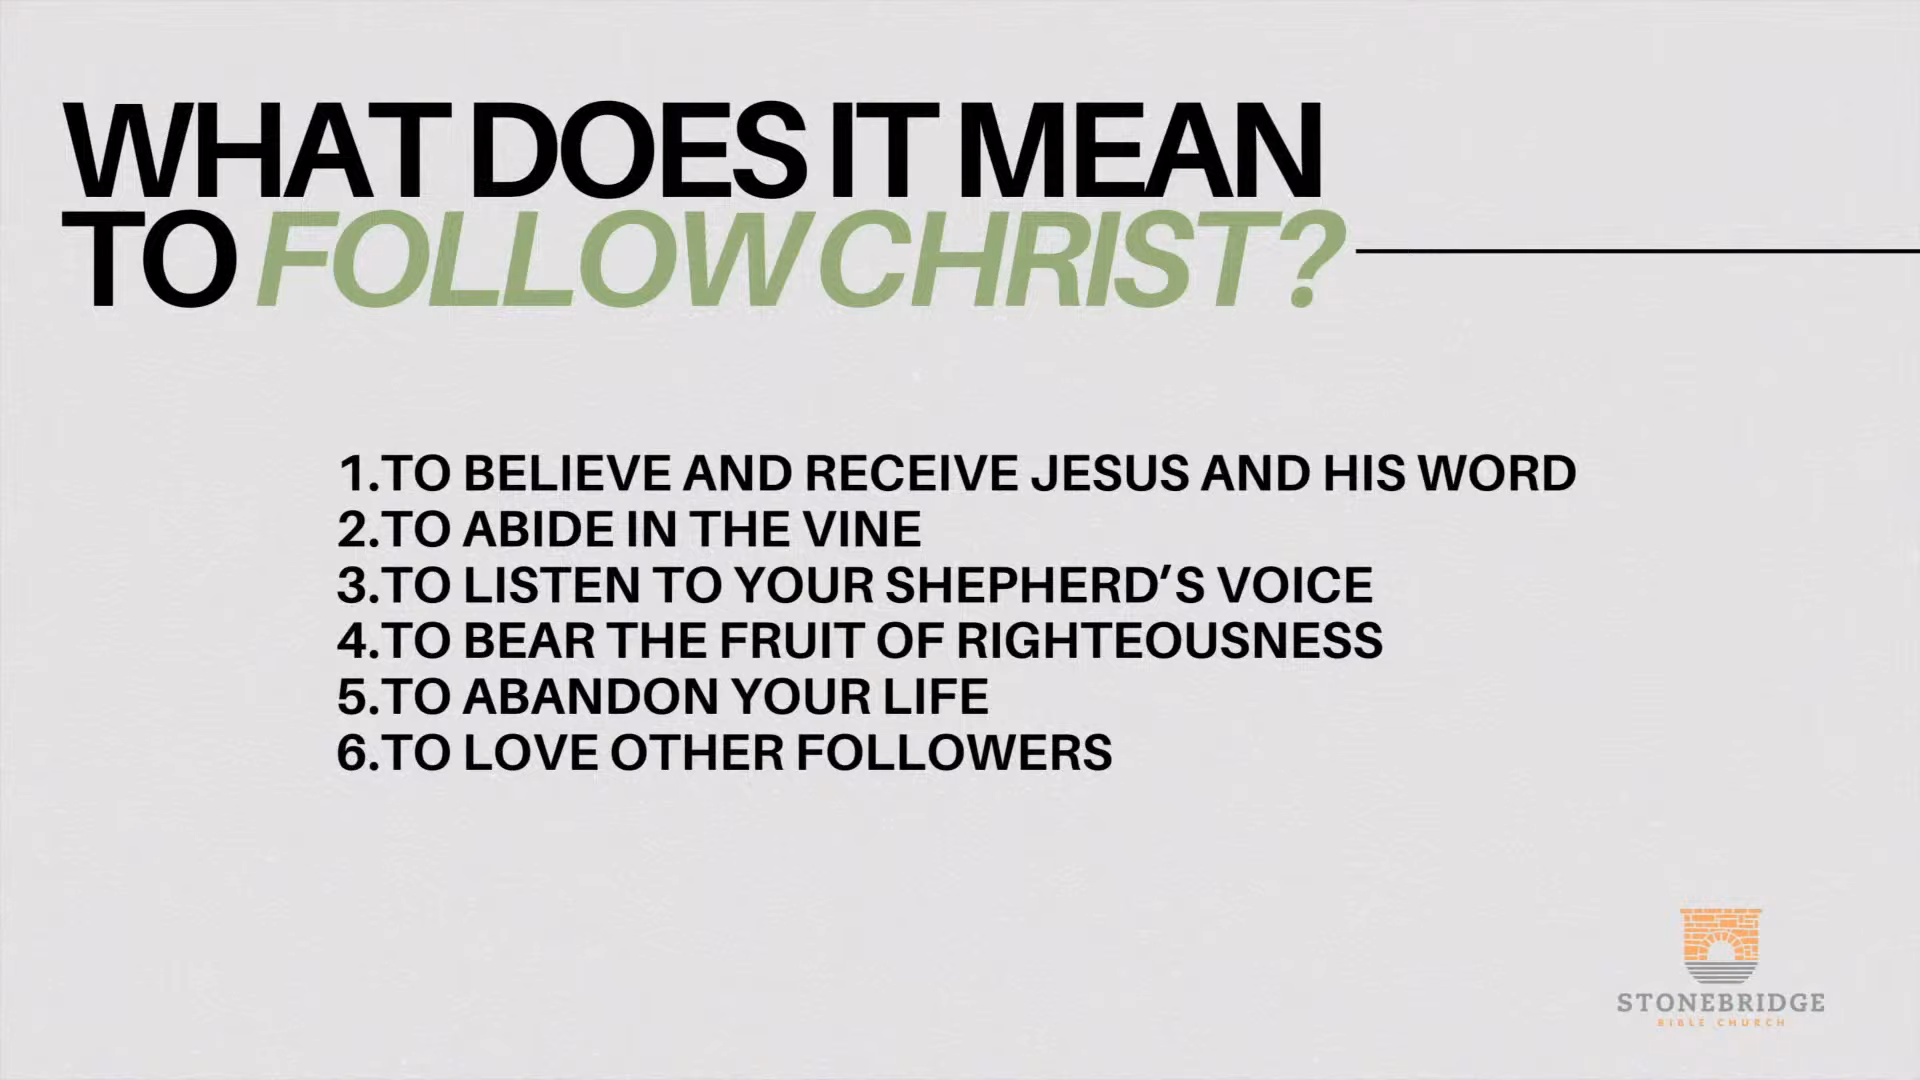 WHAT DOES IT MEAN
TO FOLLOW CHRIST?
1.TO BELIEVE AND RECEIVE JESUS AND HIS WORD
2.TO ABIDE IN THE VINE
3.TO LISTEN TO YOUR SHEPHERD’S VOICE
4.TO BEAR THE FRUIT OF RIGHTEOUSNESS
5.TO ABANDON YOUR LIFE
6.TO LOVE OTHER FOLLOWERS
STONEBRIDGE
BIBLE CHURCH